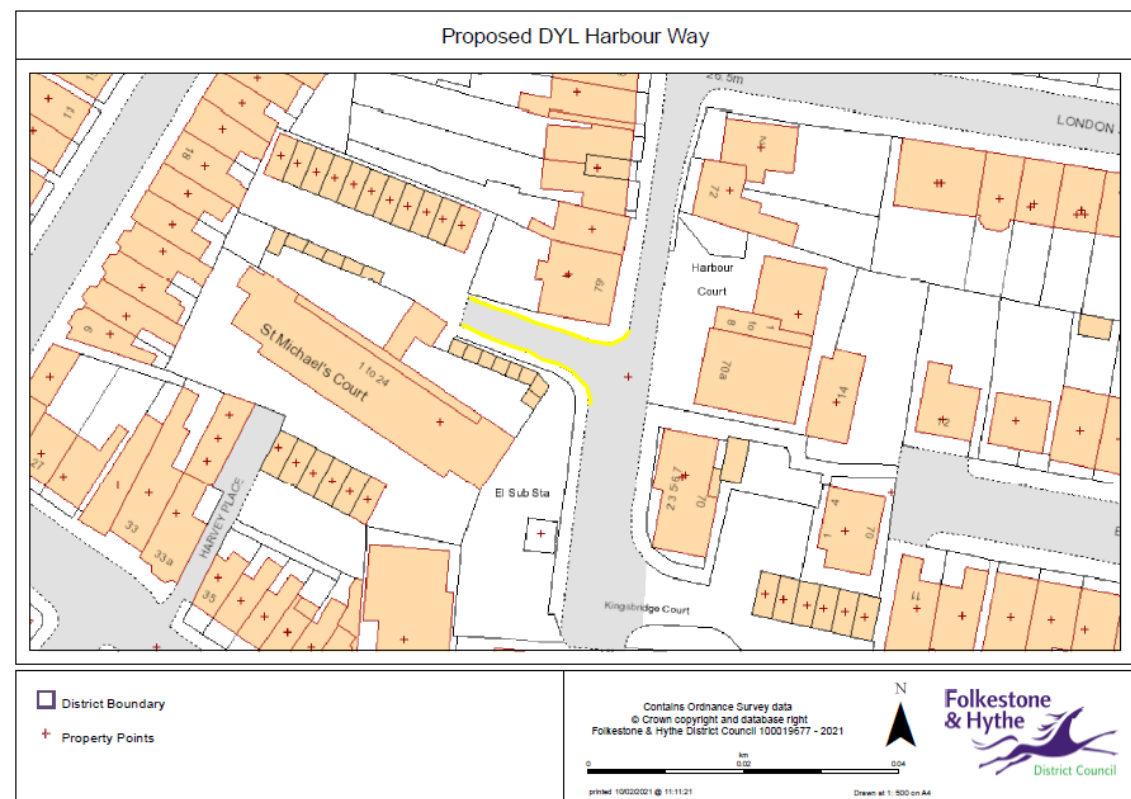 Proposed DYL Harbour Way
26.5m
LONDON
11
18
2
72
79
Harbour
Court
1
to
8
70a
14
12
6
St Michael's Court
1 to 24
27
33
33a
HARVEY PLACE
35
El Sub Sta
2 3 5 6 7
70
4
1
70
11
Kingsbridge Court
District Boundary
Property Points
Contains Ordnance Survey data
© Crown copyright and database right
Folkestone & Hythe District Council 100019677 - 2021
N
km
0 0.02 0.04
printed 10/02/2021 @ 11:11:21
Drawn at 1: 500 on A4
Folkestone
& Hythe
District Council